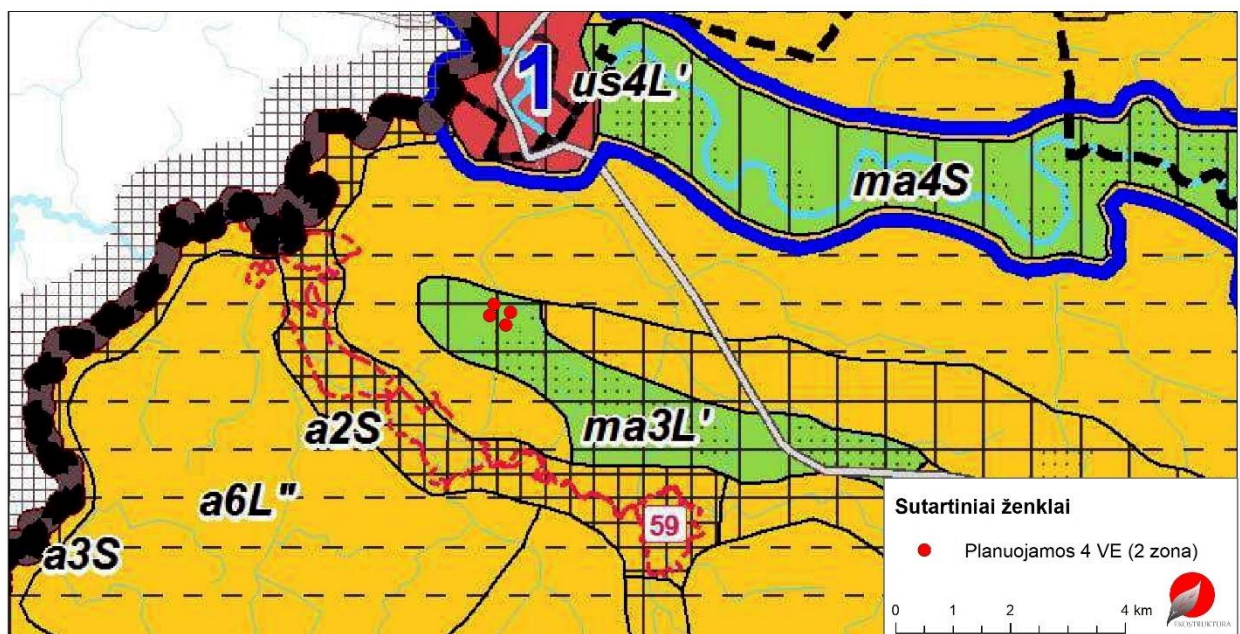 1
uš4L'
ma4S
ma3L'
a2S
a6L"
59
a3S
Sutartiniai ženklai
Planuojamos 4 VE (2 zona)
0 1 2 4 km
EKOSTRUKTŪRA